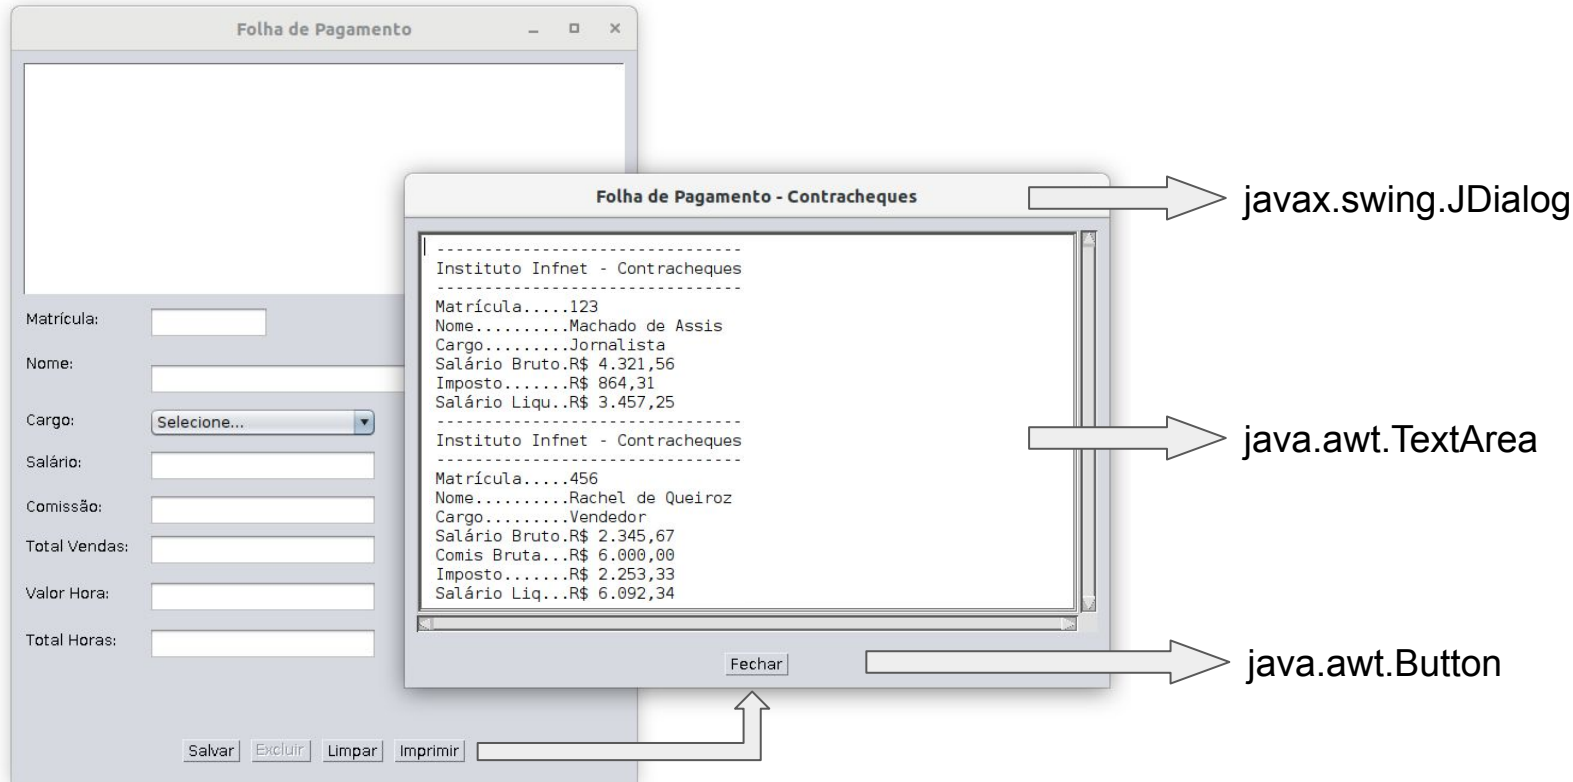 Folha de Pagamento
Folha de Pagamento - Contracheques
javax.swing.JDialog
--------------------------------
Instituto Infnet - Contracheques
--------------------------------
Matrícula.....123
Nome..........Machado de Assis
Cargo.........Jornalista
Salário Bruto.R$ 4.321,56
Imposto.......R$ 864,31
Salário Liqu..R$ 3.457,25
--------------------------------
Instituto Infnet - Contracheques
--------------------------------
Matrícula.....456
Nome..........Rachel de Queiroz
Cargo.........Vendedor
Salário Bruto.R$ 2.345,67
Comis Bruta...R$ 6.000,00
Imposto.......R$ 2.253,33
Salário Liq...R$ 6.092,34
java.awt.TextArea
Fechar
java.awt.Button
Matrícula:
Nome:
Cargo:
Selecione...
Salário:
Comissão:
Total Vendas:
Valor Hora:
Total Horas:
Salvar Excluir Limpar Imprimir